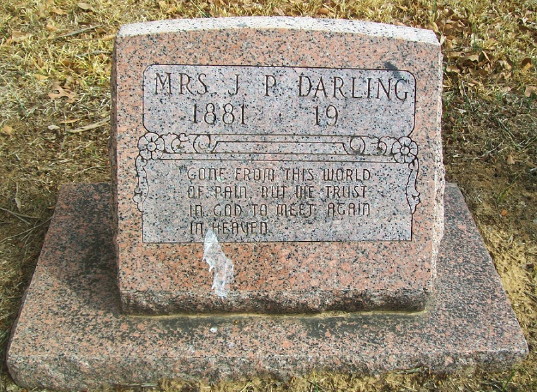 MRS. J. P. DARLING
1881 19
GONE FROM THIS WORLD
OF PAIN, BUT WE TRUST
IN GOD TO MEET AGAIN
IN HEAVEN.